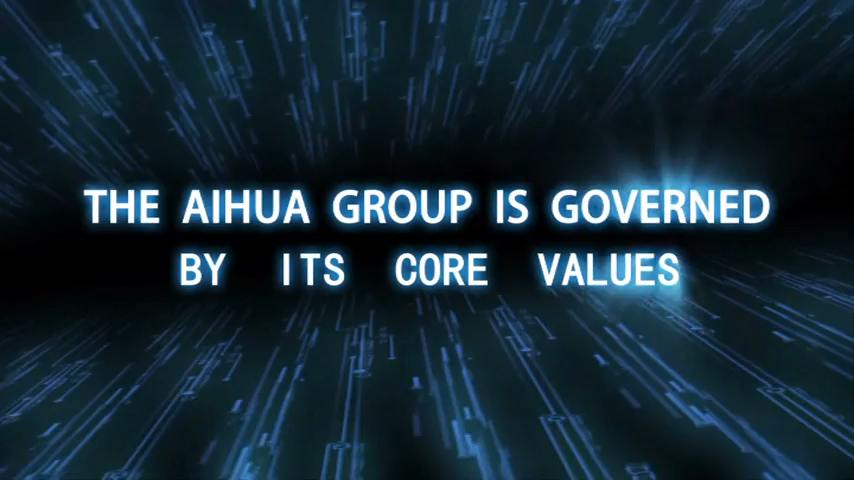 THE AIHUA GROUP IS GOVERNED
BY ITS CORE VALUES